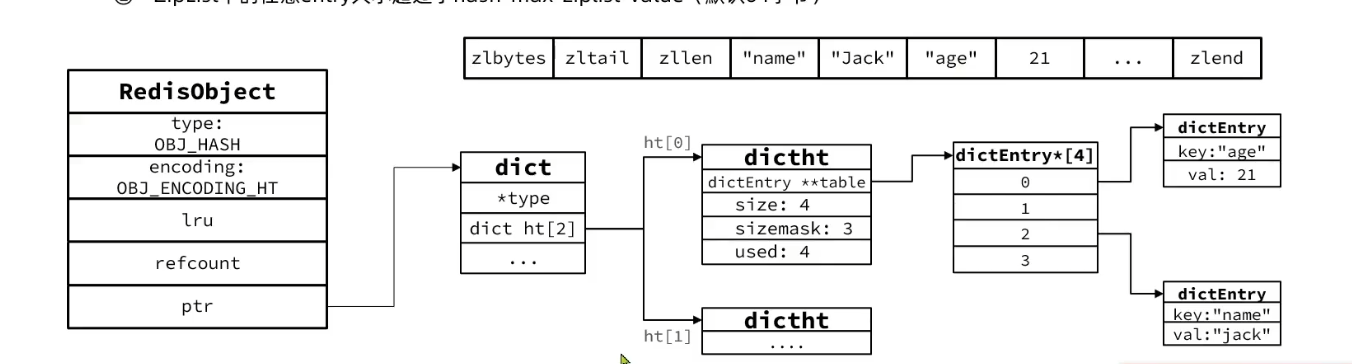 zlbytes zltail zllen "name" "Jack" "age" 21 ... zlend
RedisObject
type:
OBJ_HASH
encoding:
OBJ_ENCODING_HT
lru
refcount
ptr
dict
*type
dict ht[2]
...
ht[0]
dictht
dictEntry **table
size: 4
sizemask: 3
used: 4
ht[1]
dictht
....
dictEntry*[4]
0
1
2
3
dictEntry
key:"age"
val: 21
dictEntry
key:"name"
val:"jack"